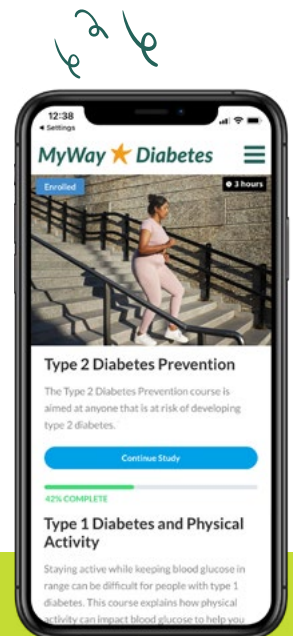 12:38
Settings
MyWay Diabetes
Enrolled
3 hours
Type 2 Diabetes Prevention
The Type 2 Diabetes Prevention course is
aimed at anyone that is at risk of developing
type 2 diabetes.
Continue Study
42% COMPLETE
Type 1 Diabetes and Physical
Activity
Staying active while keeping blood glucose in
range can be difficult for people with type 1
diabetes. This course explains how physical
activity can impact blood glucose to help you